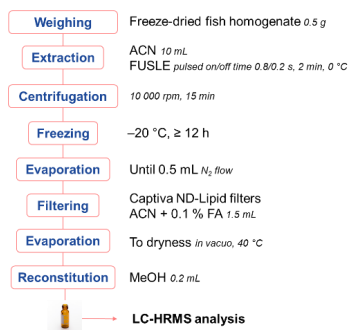 Weighing Freeze-dried fish homogenate 0.5 g
Extraction ACN 10 mL
FUSLE pulsed on/off time 0.8/0.2 s, 2 min, 0 °C
Centrifugation 10 000 rpm, 15 min
Freezing –20 °C, ≥ 12 h
Evaporation Until 0.5 mL N₂ flow
Filtering Captiva ND-Lipid filters
ACN + 0.1 % FA 1.5 mL
Evaporation To dryness in vacuo, 40 °C
Reconstitution MeOH 0.2 mL
LC-HRMS analysis